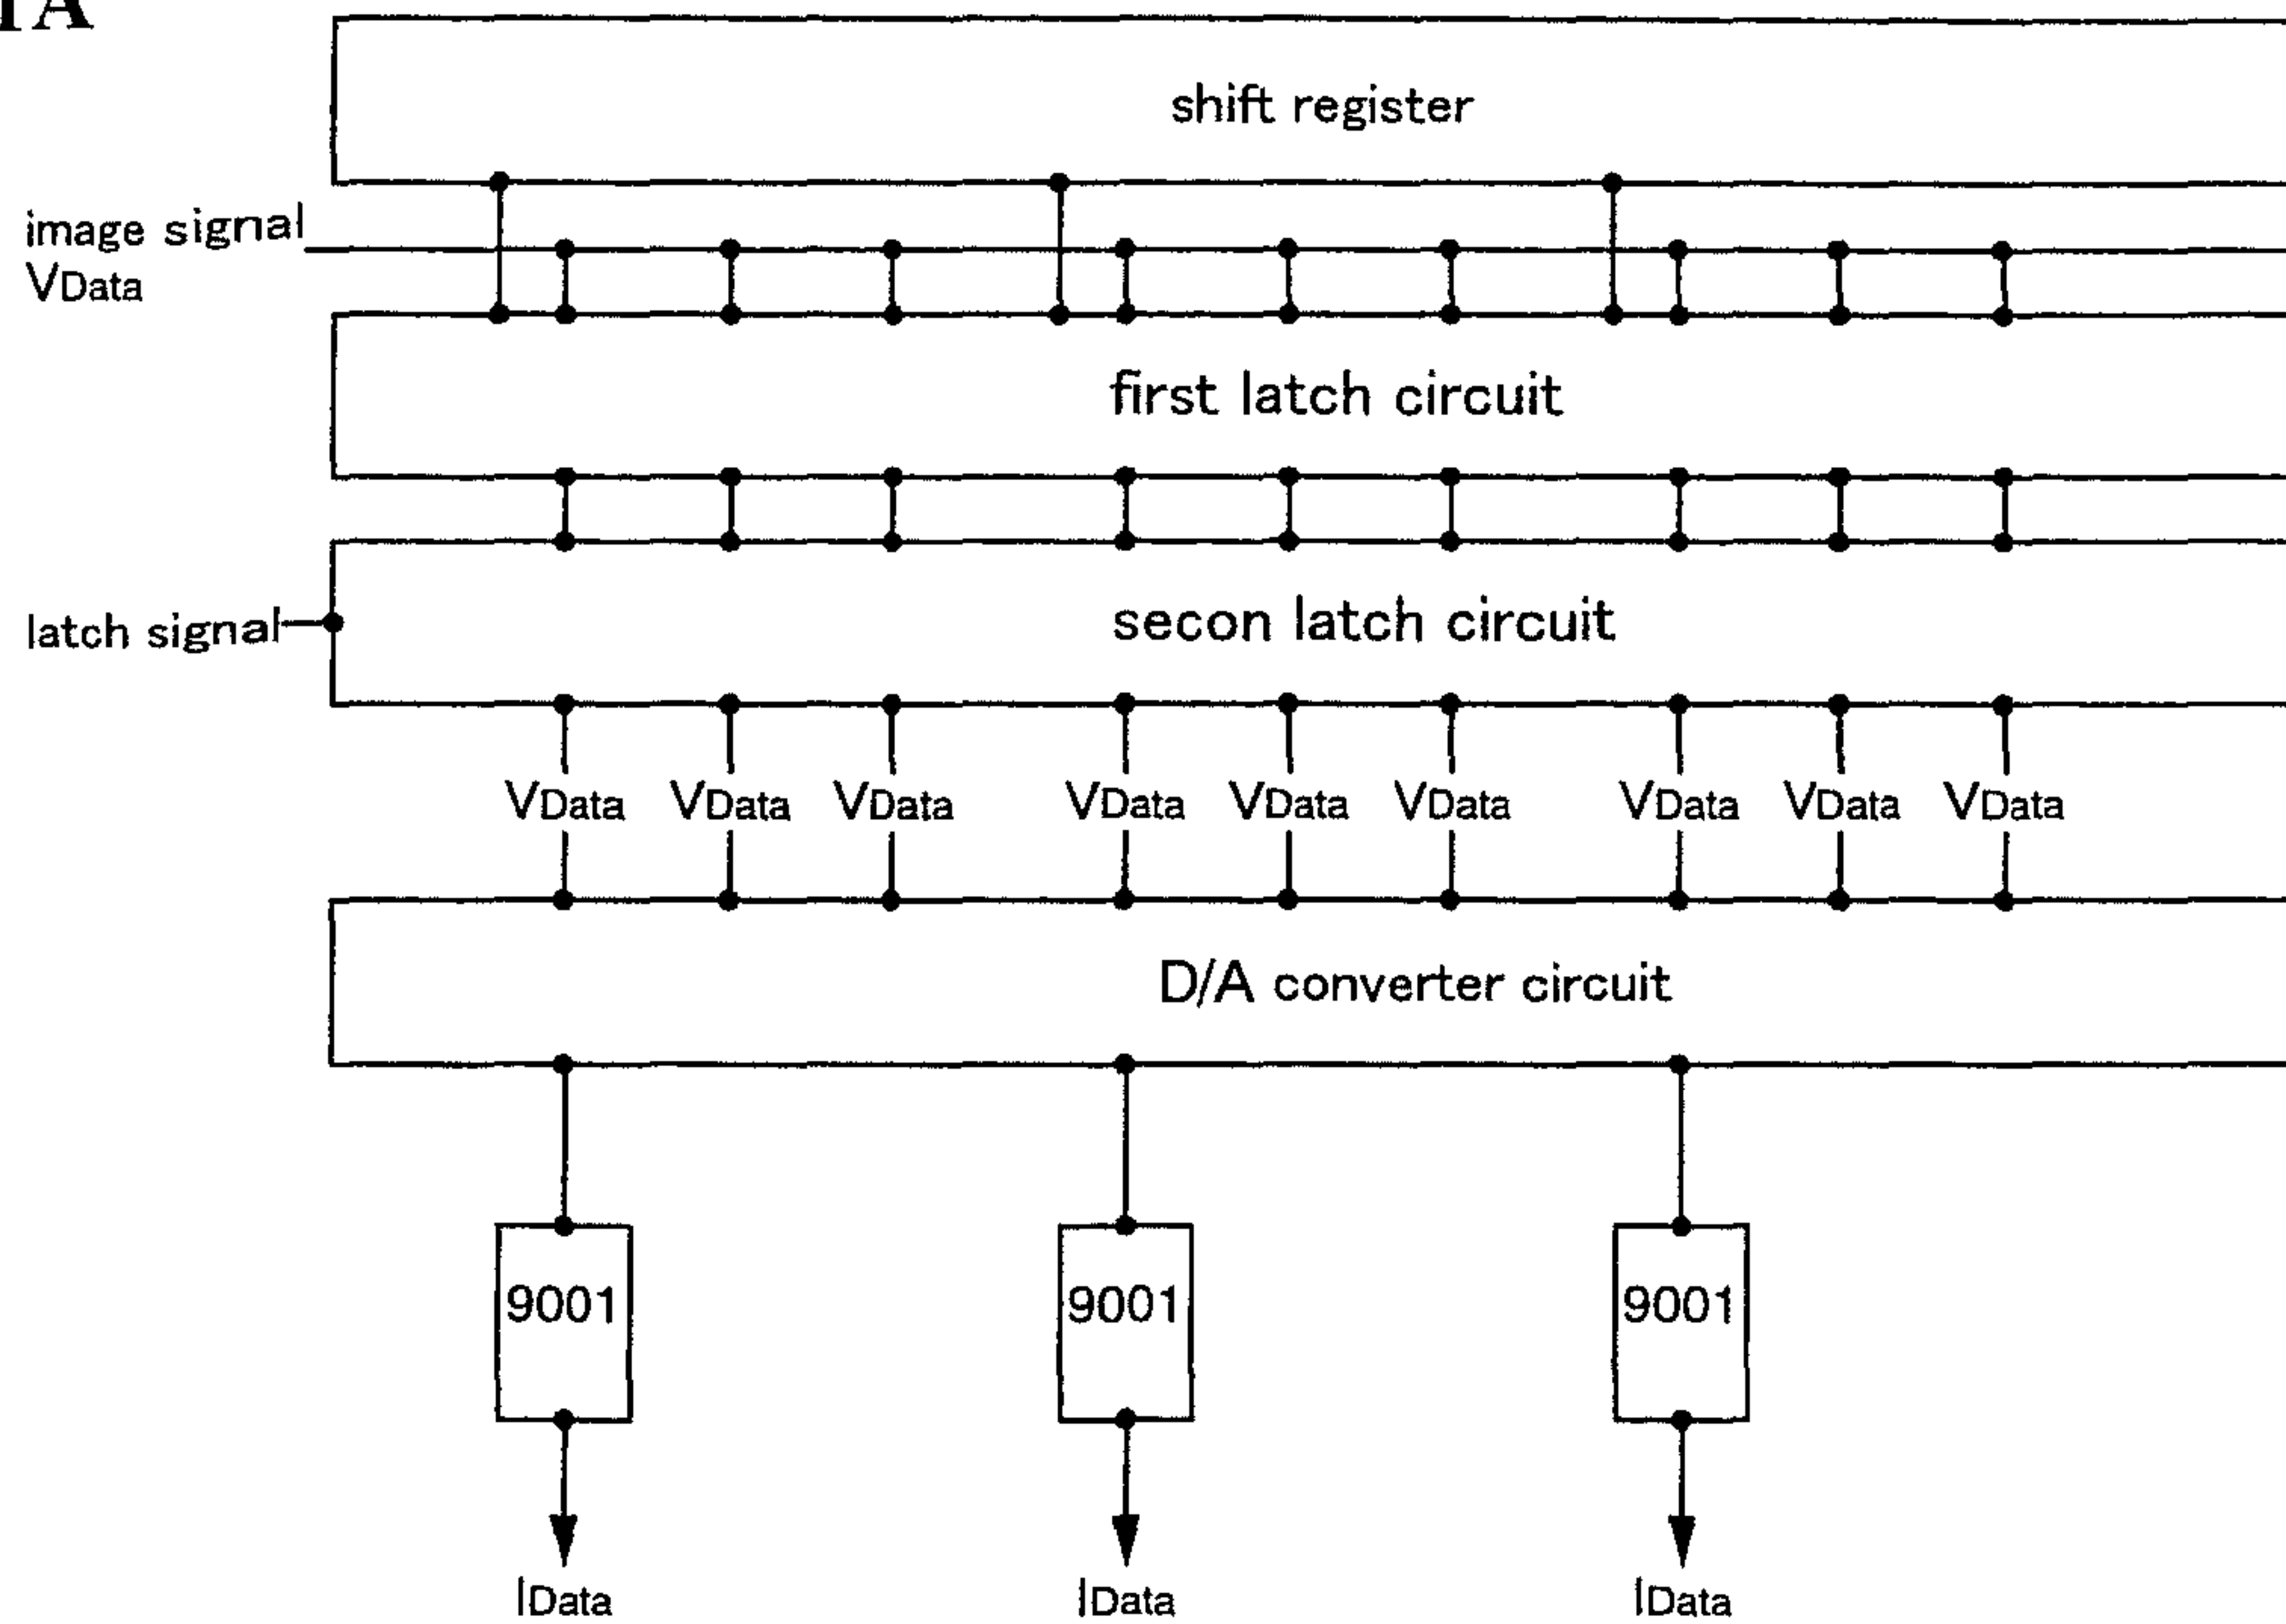 1A
shift register
image signal
VData
first latch circuit
latch signal
secon latch circuit
VData VData VData VData VData VData VData VData VData
D/A converter circuit
9001 9001 9001
IData IData IData